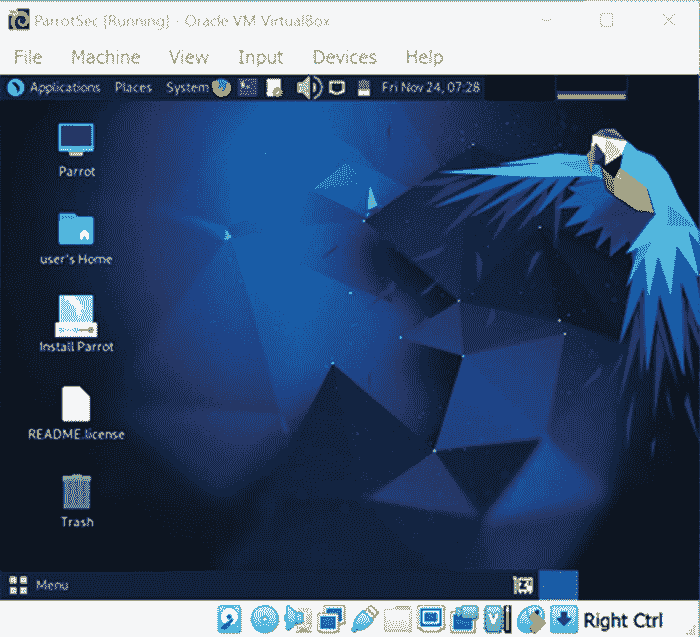 ParrotSec [Running] - Oracle VM VirtualBox
File Machine View Input Devices Help
Applications Places System Fri Nov 24, 07:28
Parrot
user's Home
Install Parrot
README.license
Trash
Menu
Right Ctrl